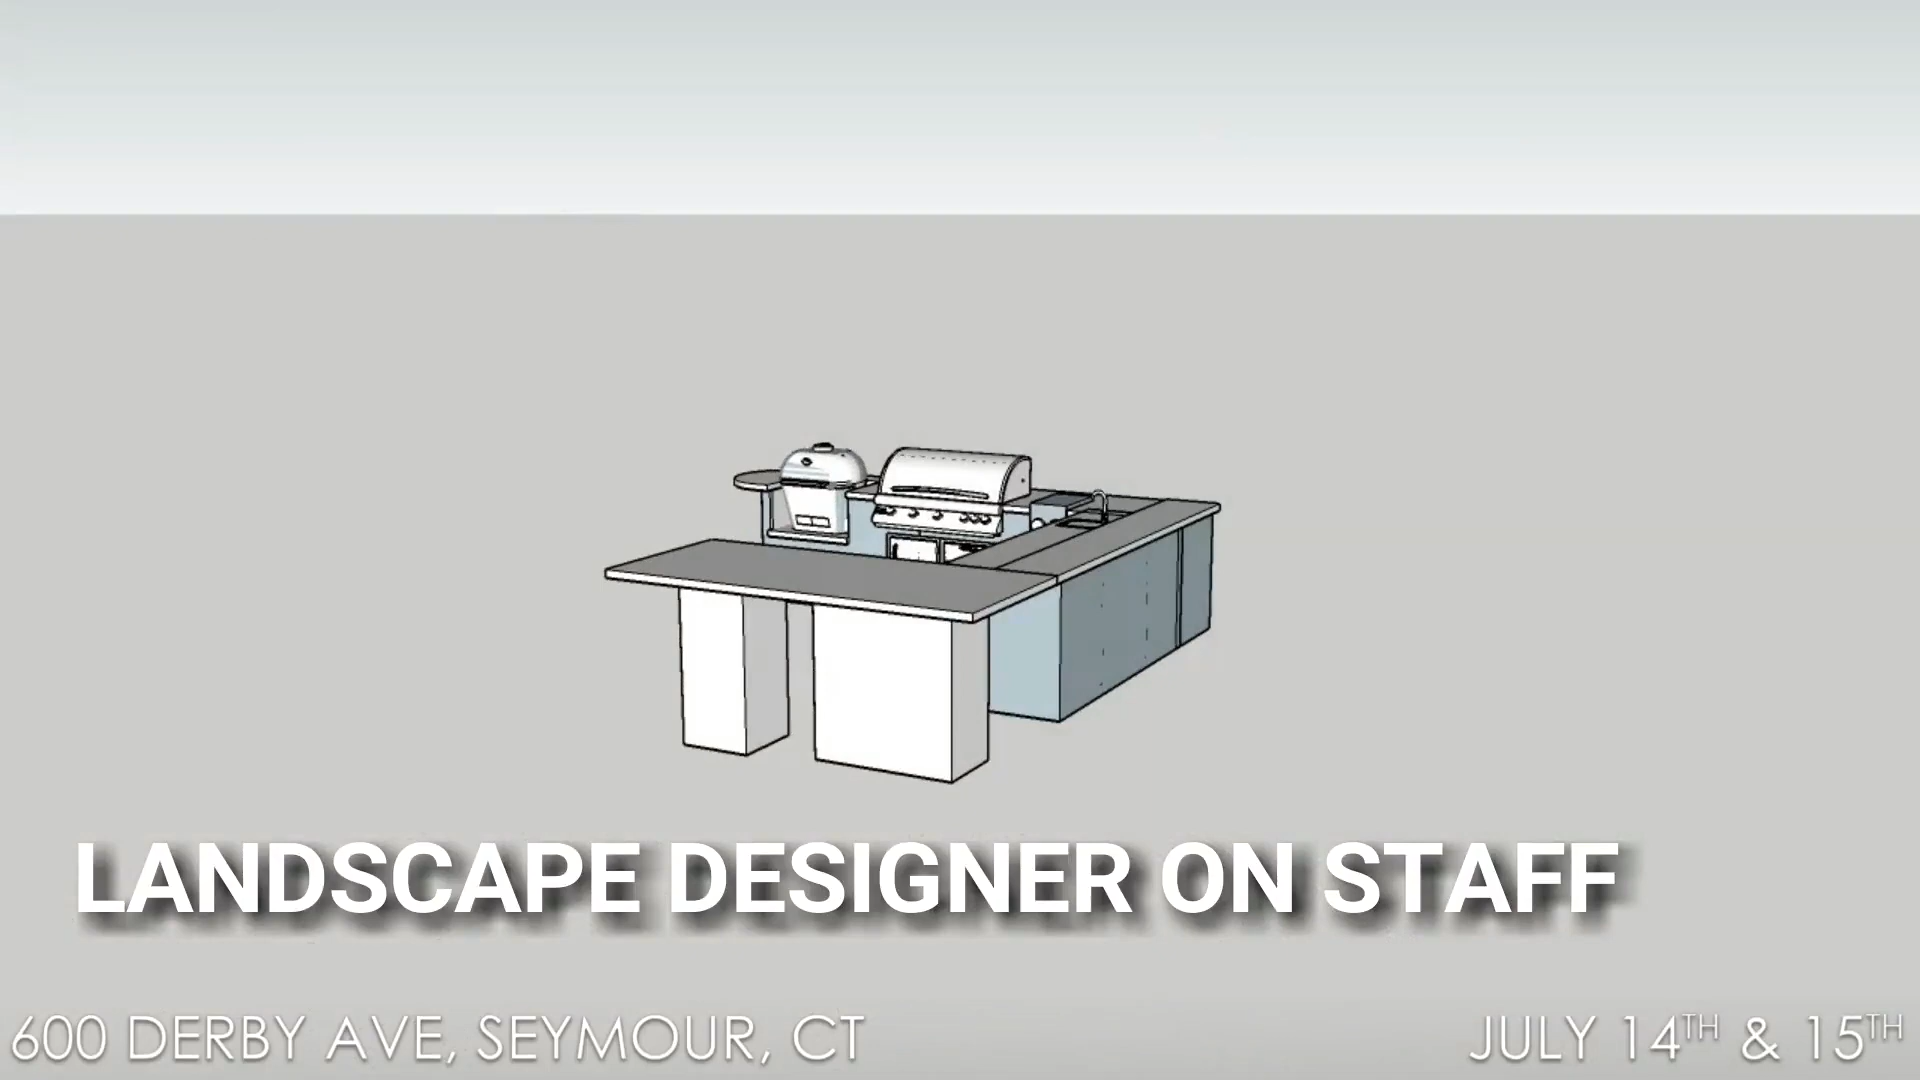 LANDSCAPE DESIGNER ON STAFF
600 DERBY AVE, SEYMOUR, CT
JULY 14TH & 15TH